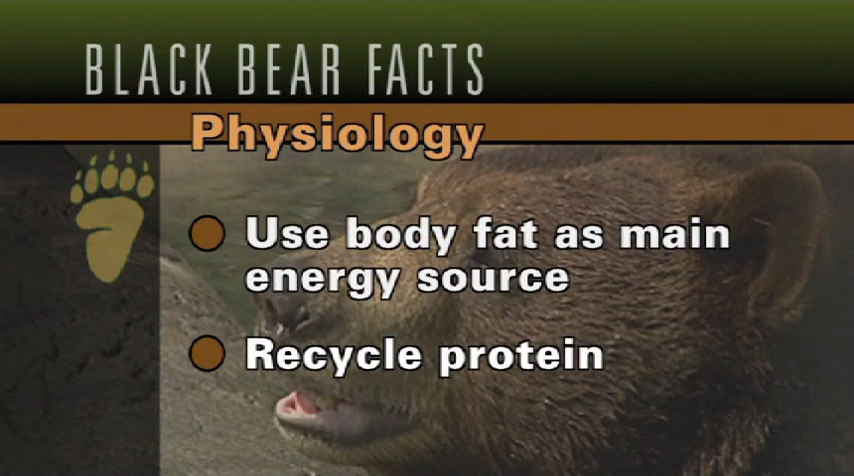 BLACK BEAR FACTS
Physiology
Use body fat as main
energy source
Recycle protein